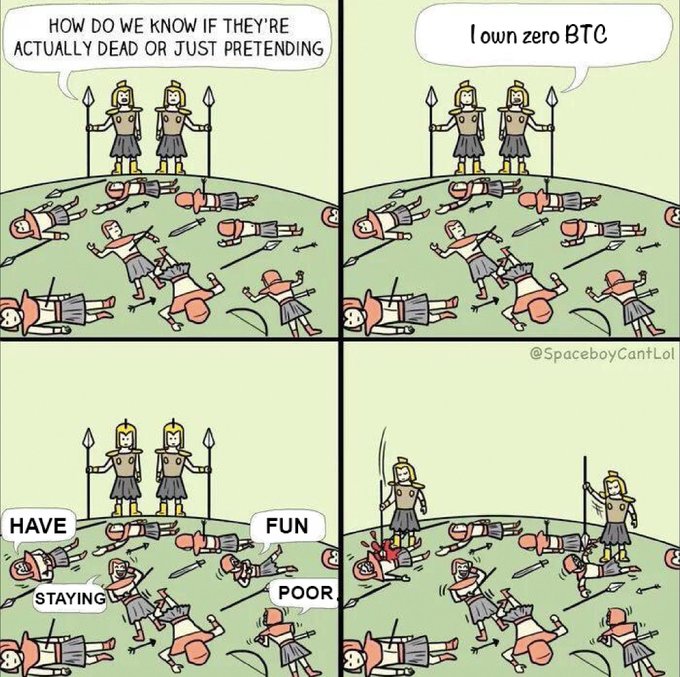 HOW DO WE KNOW IF THEY'RE
ACTUALLY DEAD OR JUST PRETENDING
I own zero BTC
@SpaceboyCantLol
HAVE
FUN
STAYING
POOR